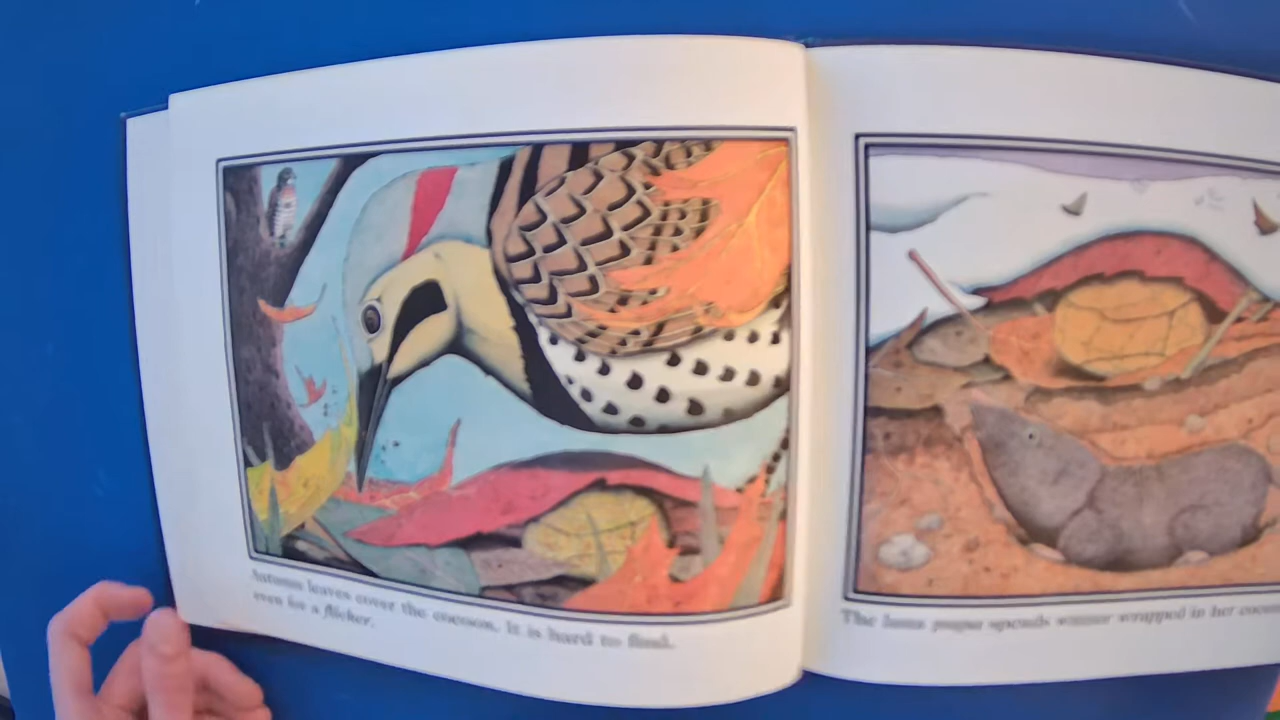 Autumn leaves cover the cocoon. It is hard to find,
even for a flicker.
The luna pupa spends winter wrapped in her